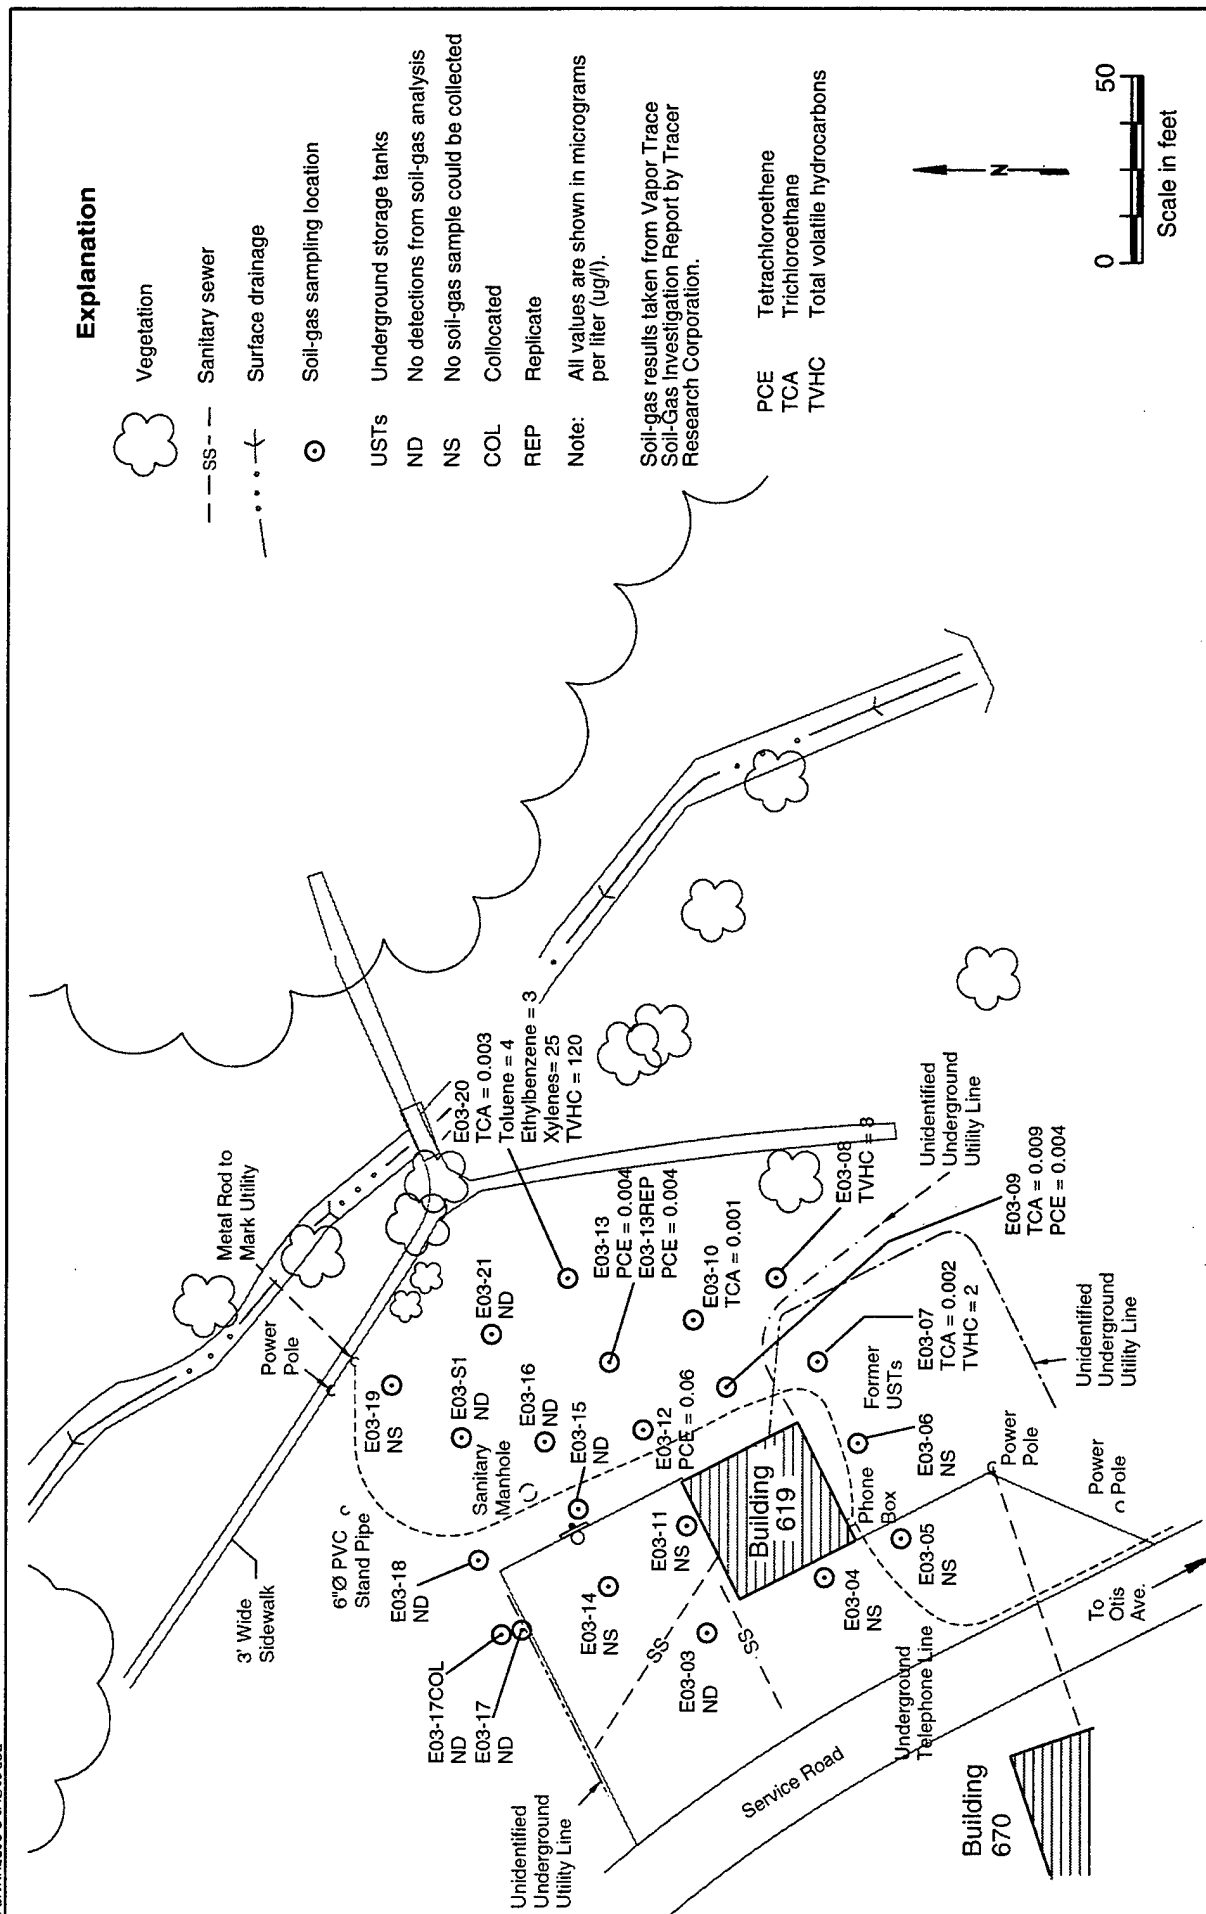 Explanation
Vegetation
SS
Sanitary sewer
Surface drainage
Soil-gas sampling location
USTs Underground storage tanks
ND No detections from soil-gas analysis
NS No soil-gas sample could be collected
COL Collocated
REP Replicate
Note: All values are shown in micrograms
per liter (ug/l).
Soil-gas results taken from Vapor Trace
Soil-Gas Investigation Report by Tracer
Research Corporation.
PCE Tetrachloroethene
TCA Trichloroethane
TVHC Total volatile hydrocarbons
N
0 50
Scale in feet
3' Wide
Sidewalk
Power
Pole
Metal Rod to
Mark Utility
6"Ø PVC
Stand Pipe
E03-19
NS
E03-18
ND
E03-17COL
ND
E03-17
ND
Unidentified
Underground
Utility Line
E03-S1
ND
Sanitary
Manhole
E03-21
ND
E03-16
ND
E03-15
ND
E03-20
TCA = 0.003
Toluene = 4
Ethylbenzene = 3
Xylenes= 25
TVHC = 120
E03-14
NS
E03-13
PCE = 0.004
E03-13REP
PCE = 0.004
E03-12
PCE = 0.06
E03-11
NS
E03-10
TCA = 0.001
E03-03
ND
SS
SS
Building
619
E03-08
TVHC = 8
E03-04
NS
Phone
Box
Former
USTs
E03-07
TCA = 0.002
TVHC = 2
E03-06
NS
E03-05
NS
Unidentified
Underground
Utility Line
E03-09
TCA = 0.009
PCE = 0.004
Unidentified
Underground
Utility Line
Power
Pole
Power
Pole
Underground
Telephone Line
Service Road
To
Otis
Ave.
Building
670